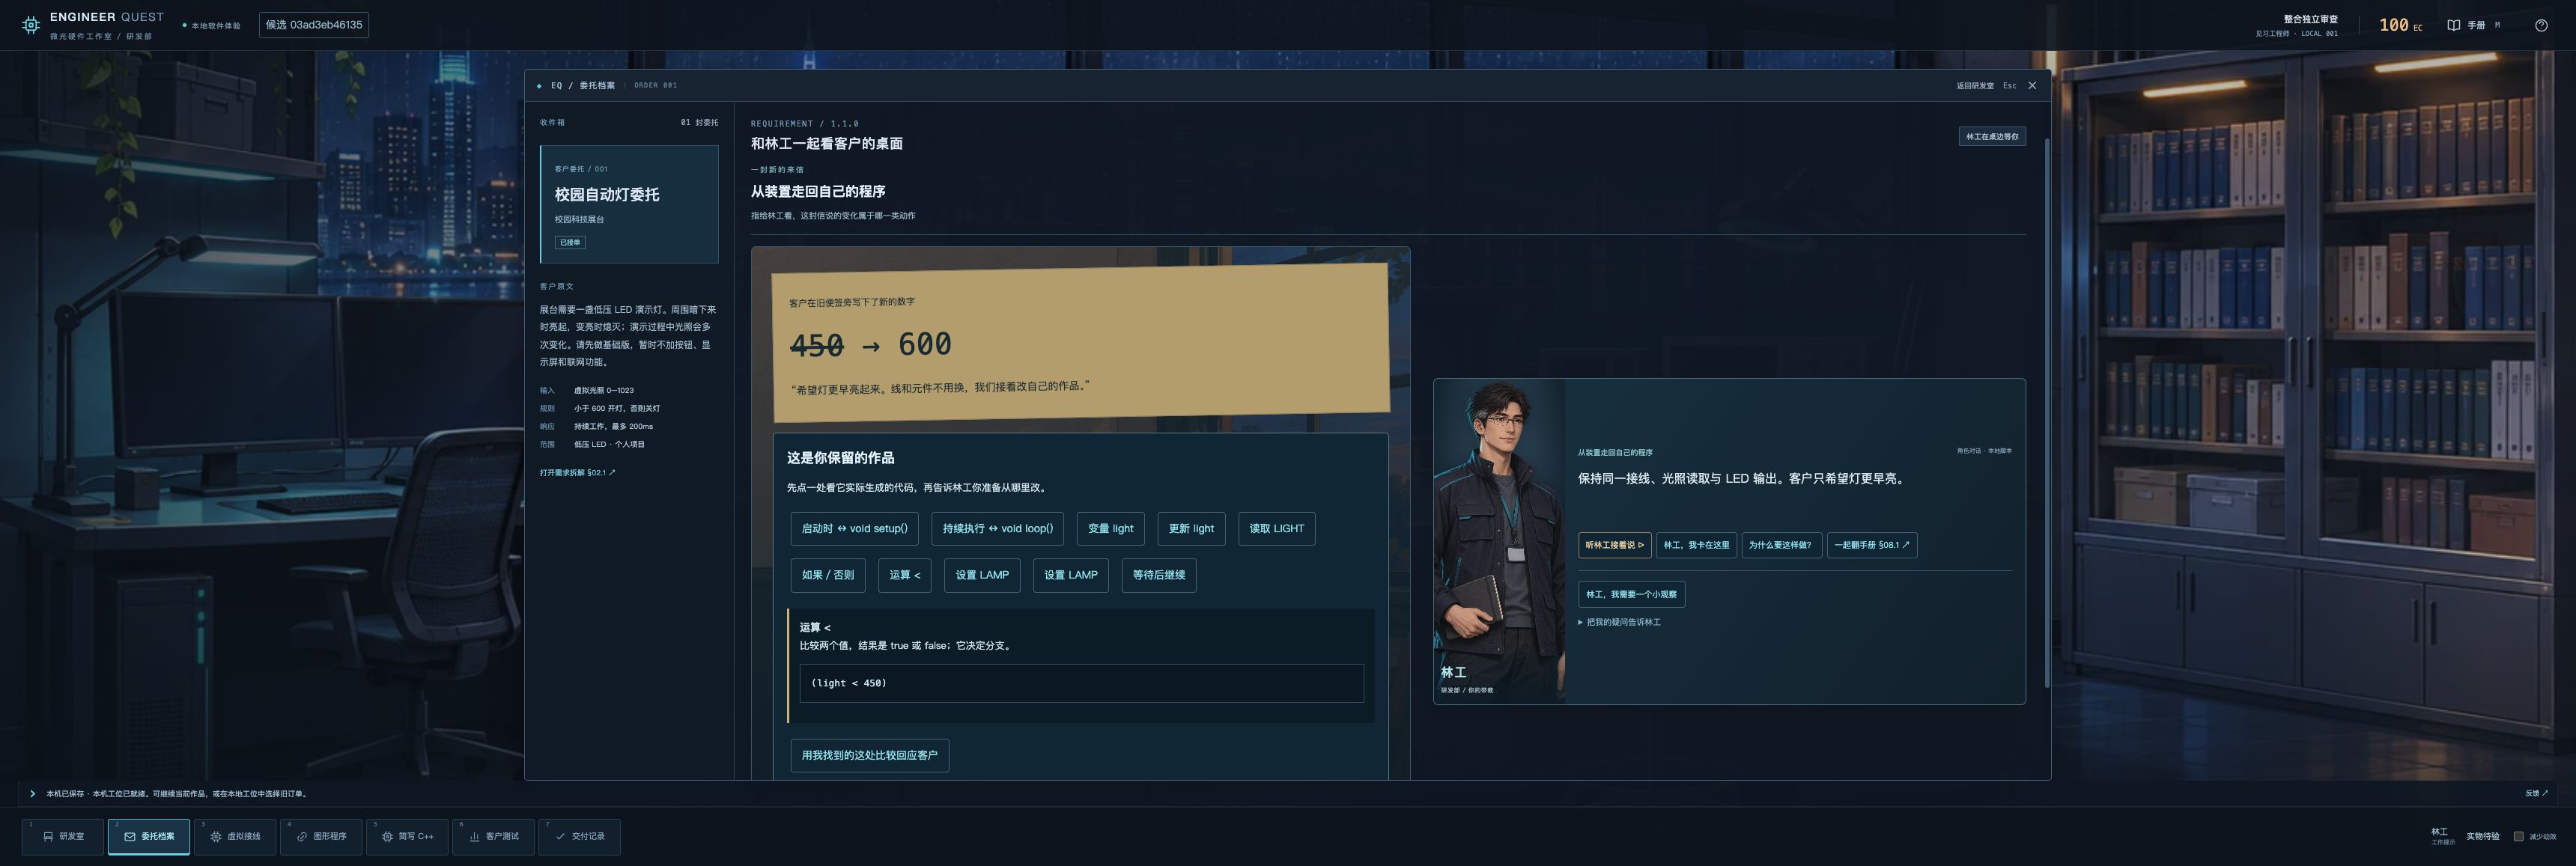 ENGINEER QUEST
微光硬件工作室 / 研发部
本地软件体验
候选 03ad3eb46135
整合独立审查
见习工程师 · LOCAL 001
100 EC
手册 M
EQ / 委托档案 | ORDER 001
返回研发室 Esc
收件箱
01 封委托
客户委托 / 001
校园自动灯委托
校园科技展台
已接单
客户原文
展台需要一盏低压 LED 演示灯。周围暗下来
时亮起，变亮时熄灭；演示过程中光照会多
次变化。请先做基础版，暂时不加按钮、显
示屏和联网功能。
输入 虚拟光照 0—1023
规则 小于 600 开灯，否则关灯
响应 持续工作，最多 200ms
范围 低压 LED · 个人项目
打开需求拆解 §02.1 ↗
REQUIREMENT / 1.1.0
和林工一起看客户的桌面
林工在桌边等你
一封新的来信
从装置走回自己的程序
指给林工看，这封信说的变化属于哪一类动作
客户在旧便签旁写下了新的数字
450 → 600
“希望灯更早亮起来。线和元件不用换，我们接着改自己的作品。”
这是你保留的作品
先点一处看它实际生成的代码，再告诉林工你准备从哪里改。
启动时 ↔ void setup()
持续执行 ↔ void loop()
变量 light
更新 light
读取 LIGHT
如果 / 否则
运算 <
设置 LAMP
设置 LAMP
等待后继续
运算 <
比较两个值，结果是 true 或 false；它决定分支。
(light < 450)
用我找到的这处比较回应客户
从装置走回自己的程序
角色对话 · 本地脚本
保持同一接线、光照读取与 LED 输出。客户只希望灯更早亮。
听林工接着说 ▷
林工，我卡在这里
为什么要这样做？
一起翻手册 §08.1 ↗
林工，我需要一个小观察
▶ 把我的疑问告诉林工
林工
研发部 / 你的带教
本机已保存 · 本机工位已就绪。可继续当前作品，或在本地工位中选择旧订单。
反馈 ↗
1 研发室
2 委托档案
3 虚拟接线
4 图形程序
5 简写 C++
6 客户测试
7 交付记录
林工
工作提示
实物待验
减少动效